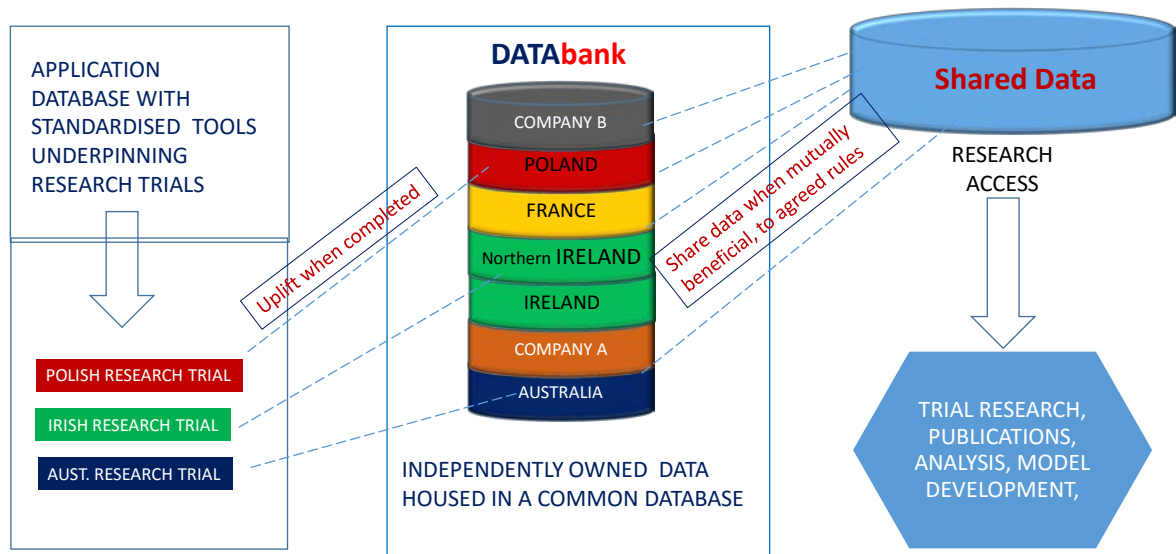 APPLICATION
DATABASE WITH
STANDARDISED TOOLS
UNDERPINNING
RESEARCH TRIALS
POLISH RESEARCH TRIAL
IRISH RESEARCH TRIAL
AUST. RESEARCH TRIAL
Uplift when completed
DATAbank
COMPANY B
POLAND
FRANCE
Northern IRELAND
IRELAND
COMPANY A
AUSTRALIA
INDEPENDENTLY OWNED DATA
HOUSED IN A COMMON DATABASE
Share data when mutually
beneficial, to agreed rules
Shared Data
RESEARCH
ACCESS
TRIAL RESEARCH,
PUBLICATIONS,
ANALYSIS, MODEL
DEVELOPMENT,